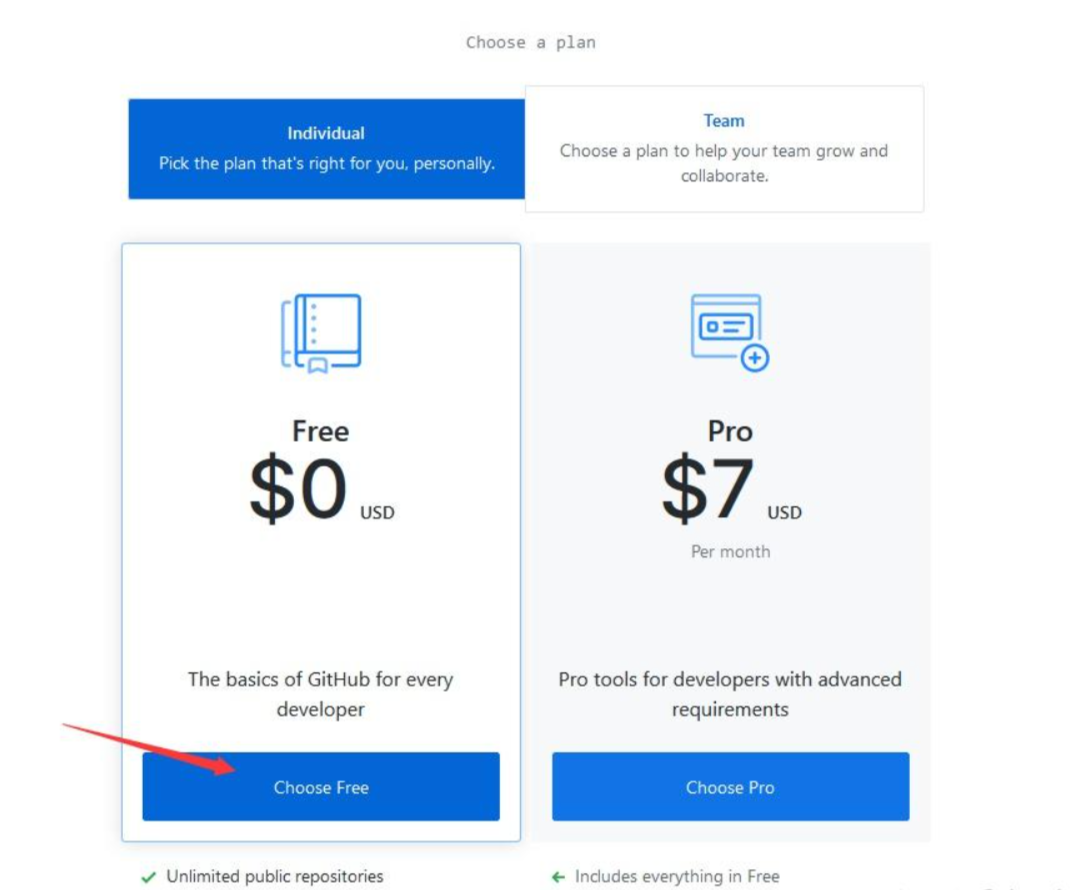 Choose a plan
Individual
Pick the plan that's right for you, personally.
Team
Choose a plan to help your team grow and
collaborate.
Free
$0 USD
The basics of GitHub for every
developer
Choose Free
Unlimited public repositories
Pro
$7 USD
Per month
Pro tools for developers with advanced
requirements
Choose Pro
Includes everything in Free